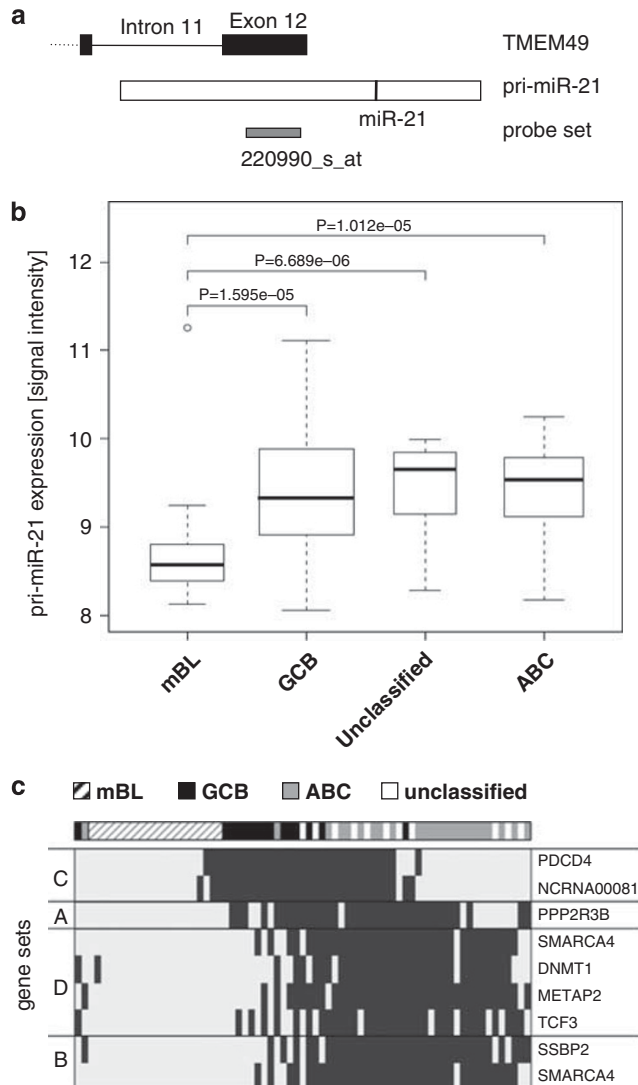 a
Intron 11
Exon 12
TMEM49
pri-miR-21
miR-21
probe set
220990_s_at
b
pri-miR-21 expression [signal intensity]
12
11
10
9
8
P=1.012e–05
P=6.689e–06
P=1.595e–05
mBL
GCB
Unclassified
ABC
c
mBL
GCB
ABC
unclassified
gene sets
C
PDCD4
NCRNA00081
A
PPP2R3B
D
SMARCA4
DNMT1
METAP2
TCF3
B
SSBP2
SMARCA4